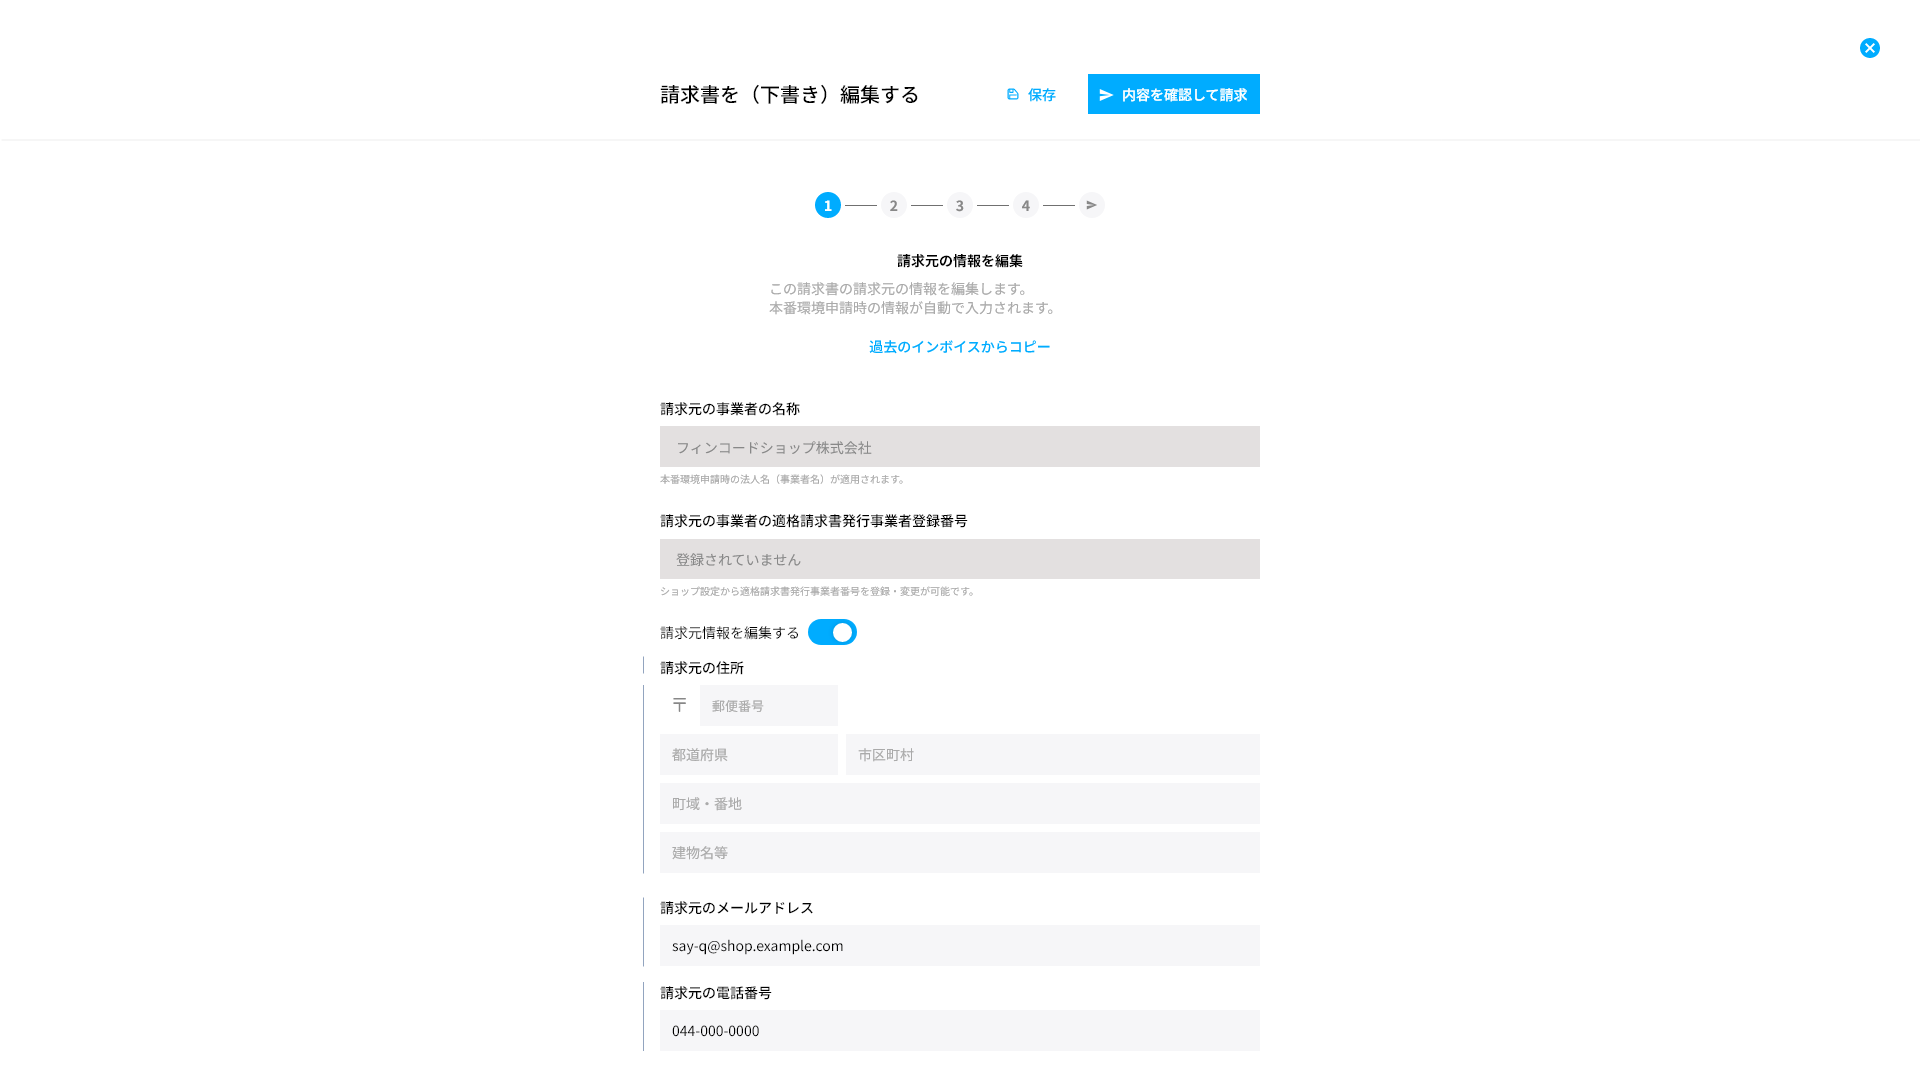 請求書を（下書き）編集する
保存
内容を確認して請求
1 2 3 4
請求元の情報を編集
この請求書の請求元の情報を編集します。
本番環境申請時の情報が自動で入力されます。
過去のインボイスからコピー
請求元の事業者の名称
フィンコードショップ株式会社
本番環境申請時の法人名（事業者名）が適用されます。
請求元の事業者の適格請求書発行事業者登録番号
登録されていません
ショップ設定から適格請求書発行事業者番号を登録・変更が可能です。
請求元情報を編集する
請求元の住所
〒 郵便番号
都道府県 市区町村
町域・番地
建物名等
請求元のメールアドレス
say-q@shop.example.com
請求元の電話番号
044-000-0000